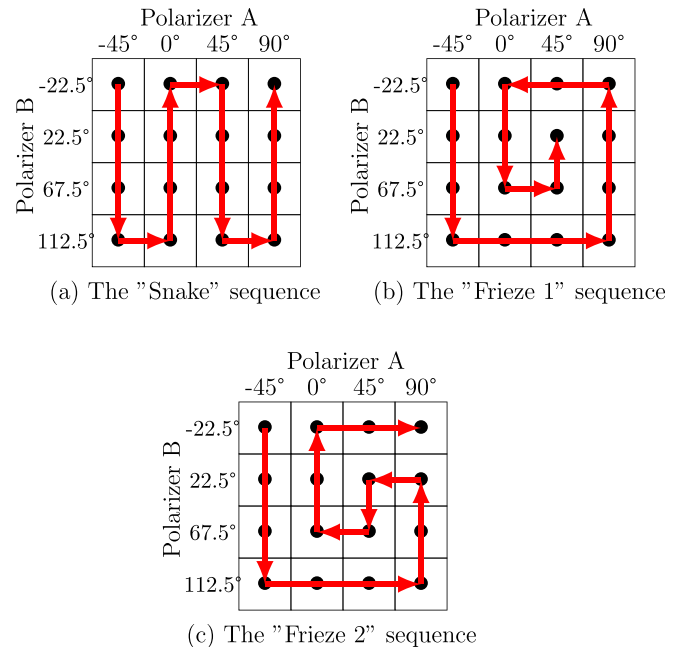 Polarizer A
-45° 0° 45° 90°
Polarizer B
-22.5°
22.5°
67.5°
112.5°
(a) The "Snake" sequence
Polarizer A
-45° 0° 45° 90°
Polarizer B
-22.5°
22.5°
67.5°
112.5°
(b) The "Frieze 1" sequence
Polarizer A
-45° 0° 45° 90°
Polarizer B
-22.5°
22.5°
67.5°
112.5°
(c) The "Frieze 2" sequence